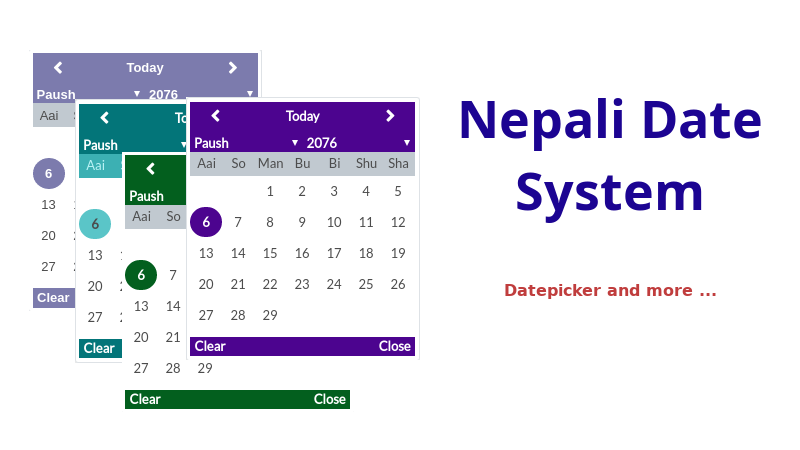 Today
Paush 2076
Aai
6
13
20
27
Clear
Paush
Aai
6
13
20
27
Clear
Paush
Aai So
6 7
13 14
20 21
27 28 29
Clear Close
Today
Paush 2076
Aai So Man Bu Bi Shu Sha
1 2 3 4 5
6 7 8 9 10 11 12
13 14 15 16 17 18 19
20 21 22 23 24 25 26
27 28 29
Clear Close
Nepali Date
System
Datepicker and more ...